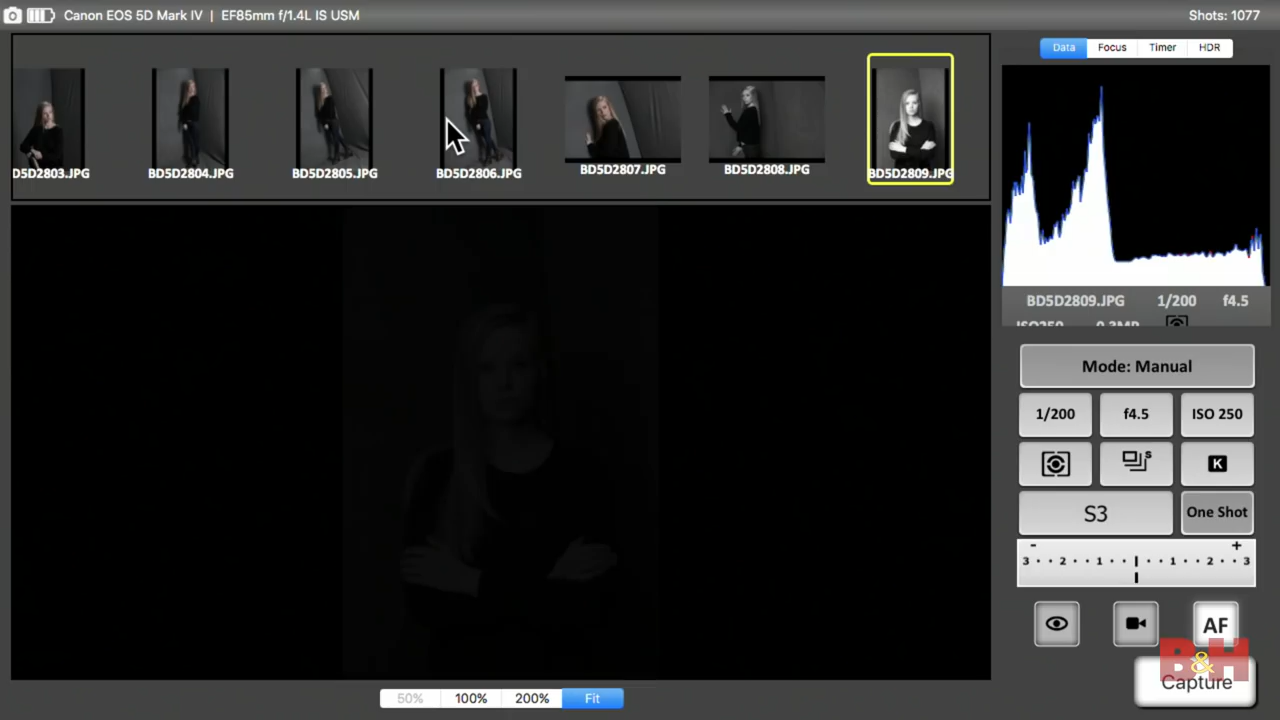 Canon EOS 5D Mark IV | EF85mm f/1.4L IS USM
Shots: 1077
Data Focus Timer HDR
D5D2803.JPG BD5D2804.JPG BD5D2805.JPG BD5D2806.JPG BD5D2807.JPG BD5D2808.JPG BD5D2809.JPG
BD5D2809.JPG 1/200 f4.5
ISO250 0.3MP
Mode: Manual
1/200 f4.5 ISO 250
S
K
S3 One Shot
- +
3 · · 2 · · 1 · · | · · 1 · · 2 · · 3
AF
B&H
Capture
50% 100% 200% Fit